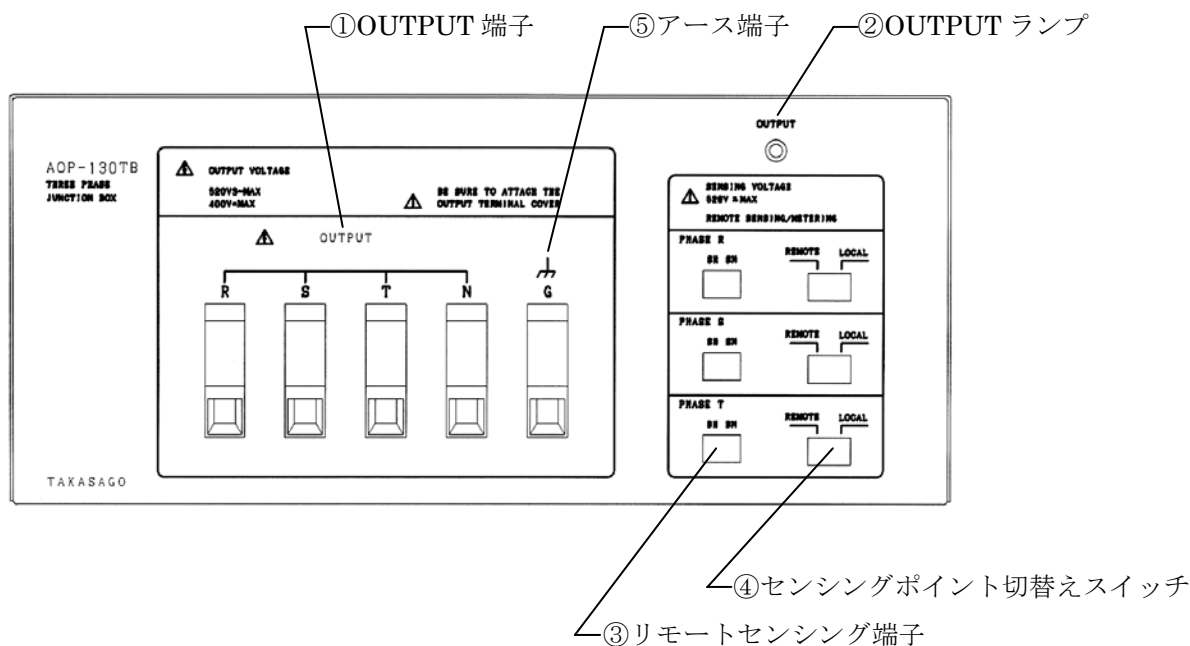 ①OUTPUT 端子
⑤アース端子
②OUTPUT ランプ
OUTPUT
AOP-130TB
THREE PHASE
JUNCTION BOX
OUTPUT VOLTAGE
520V3~MAX
400V=MAX
BE SURE TO ATTACH THE
OUTPUT TERMINAL COVER
OUTPUT
R S T N G
SENSING VOLTAGE
MAX
REMOTE SENSING/METERING
PHASE R
REMOTE LOCAL
PHASE S
REMOTE LOCAL
PHASE T
REMOTE LOCAL
TAKASAGO
④センシングポイント切替えスイッチ
③リモートセンシング端子